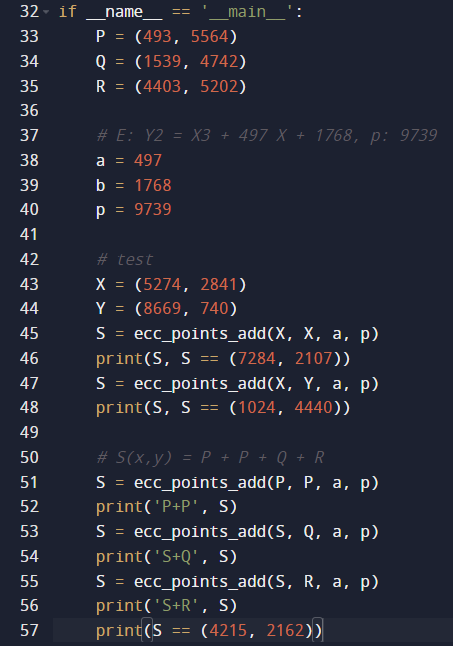 32 if __name__ == '__main__':
33 P = (493, 5564)
34 Q = (1539, 4742)
35 R = (4403, 5202)
36
37 # E: Y2 = X3 + 497 X + 1768, p: 9739
38 a = 497
39 b = 1768
40 p = 9739
41
42 # test
43 X = (5274, 2841)
44 Y = (8669, 740)
45 S = ecc_points_add(X, X, a, p)
46 print(S, S == (7284, 2107))
47 S = ecc_points_add(X, Y, a, p)
48 print(S, S == (1024, 4440))
49
50 # S(x,y) = P + P + Q + R
51 S = ecc_points_add(P, P, a, p)
52 print('P+P', S)
53 S = ecc_points_add(S, Q, a, p)
54 print('S+Q', S)
55 S = ecc_points_add(S, R, a, p)
56 print('S+R', S)
57 print(S == (4215, 2162))